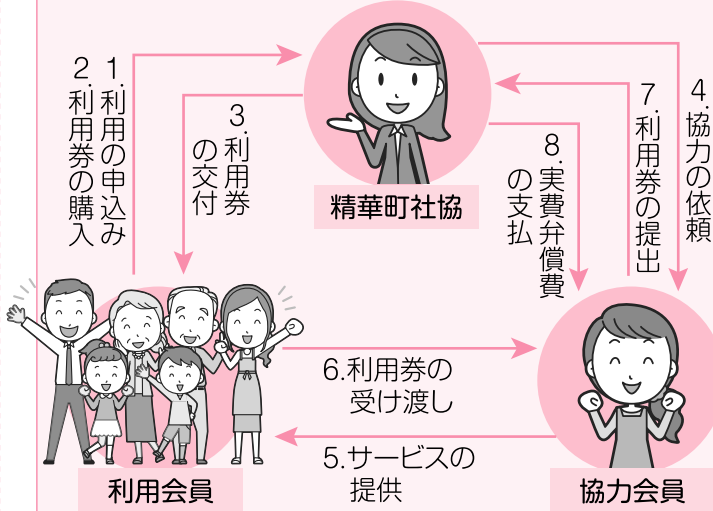 1.利用の申込み
2.利用券の購入
3.利用券
の交付
精華町社協
8.実費弁償費
の支払
7.利用券の提出
4.協力の依頼
6.利用券の
受け渡し
5.サービスの
提供
利用会員
協力会員